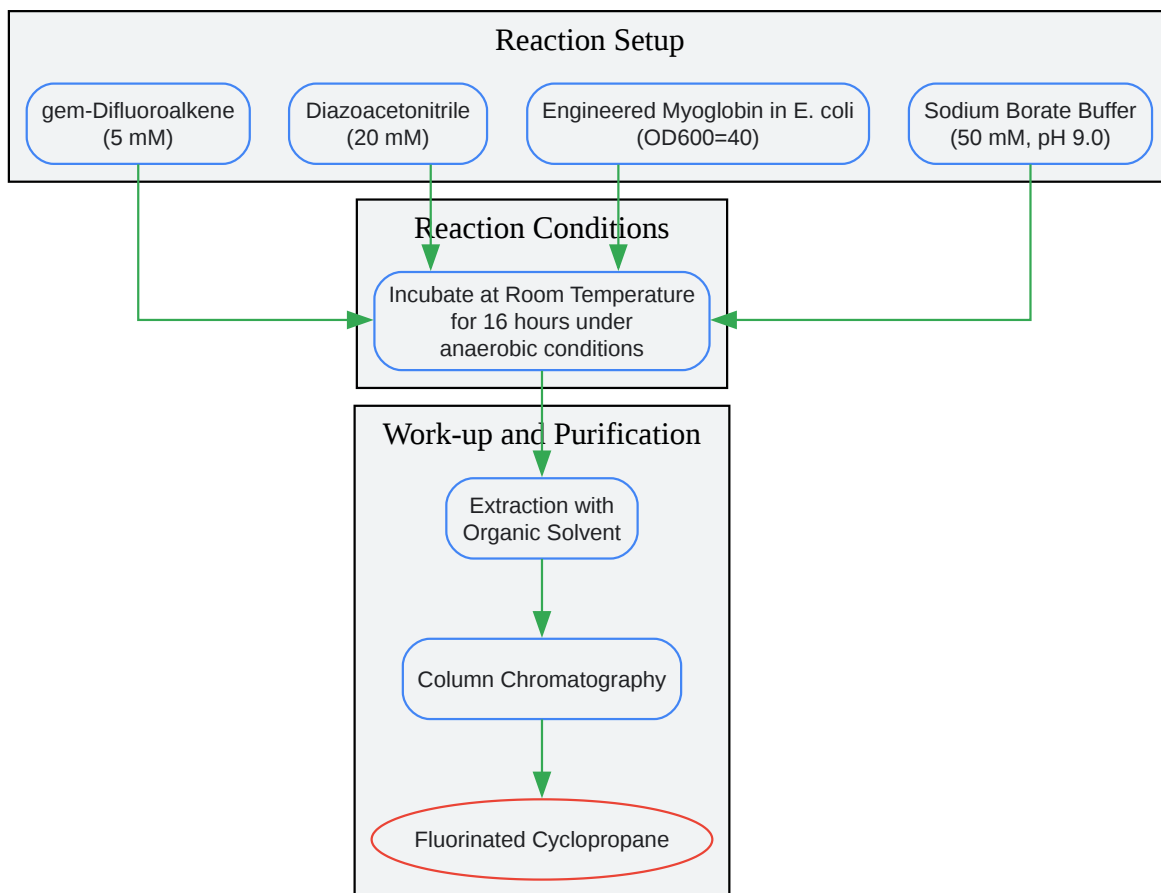 Reaction Setup
gem-Difluoroalkene
(5 mM)
Diazoacetonitrile
(20 mM)
Engineered Myoglobin in E. coli
(OD600=40)
Sodium Borate Buffer
(50 mM, pH 9.0)
Reaction Conditions
Incubate at Room Temperature
for 16 hours under
anaerobic conditions
Work-up and Purification
Extraction with
Organic Solvent
Column Chromatography
Fluorinated Cyclopropane